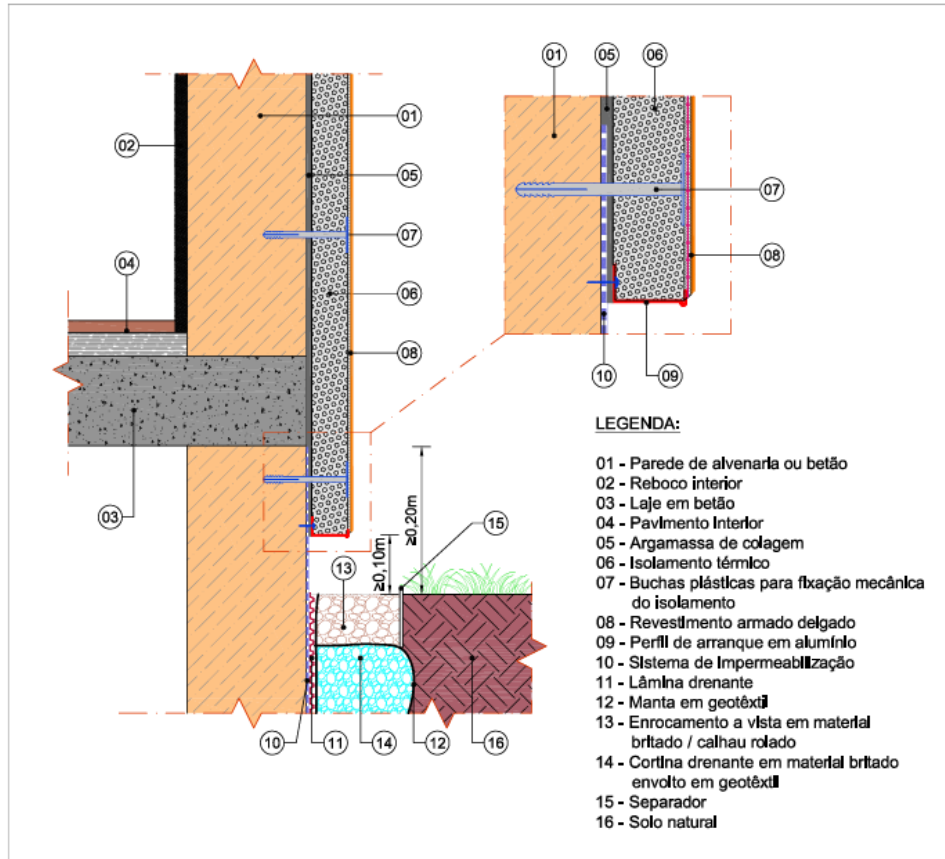 01
05
06
02
01
05
07
07
04
06
08
08
10
09
03
≥0,10m
≥0,20m
15
13
10
11
14
12
16
LEGENDA:
01 - Parede de alvenaria ou betão
02 - Reboco interior
03 - Laje em betão
04 - Pavimento interior
05 - Argamassa de colagem
06 - Isolamento térmico
07 - Buchas plásticas para fixação mecânica
do isolamento
08 - Revestimento armado delgado
09 - Perfil de arranque em alumínio
10 - Sistema de impermeabilização
11 - Lâmina drenante
12 - Manta em geotêxtil
13 - Enrocamento a vista em material
britado / calhau rolado
14 - Cortina drenante em material britado
envolto em geotêxtil
15 - Separador
16 - Solo natural